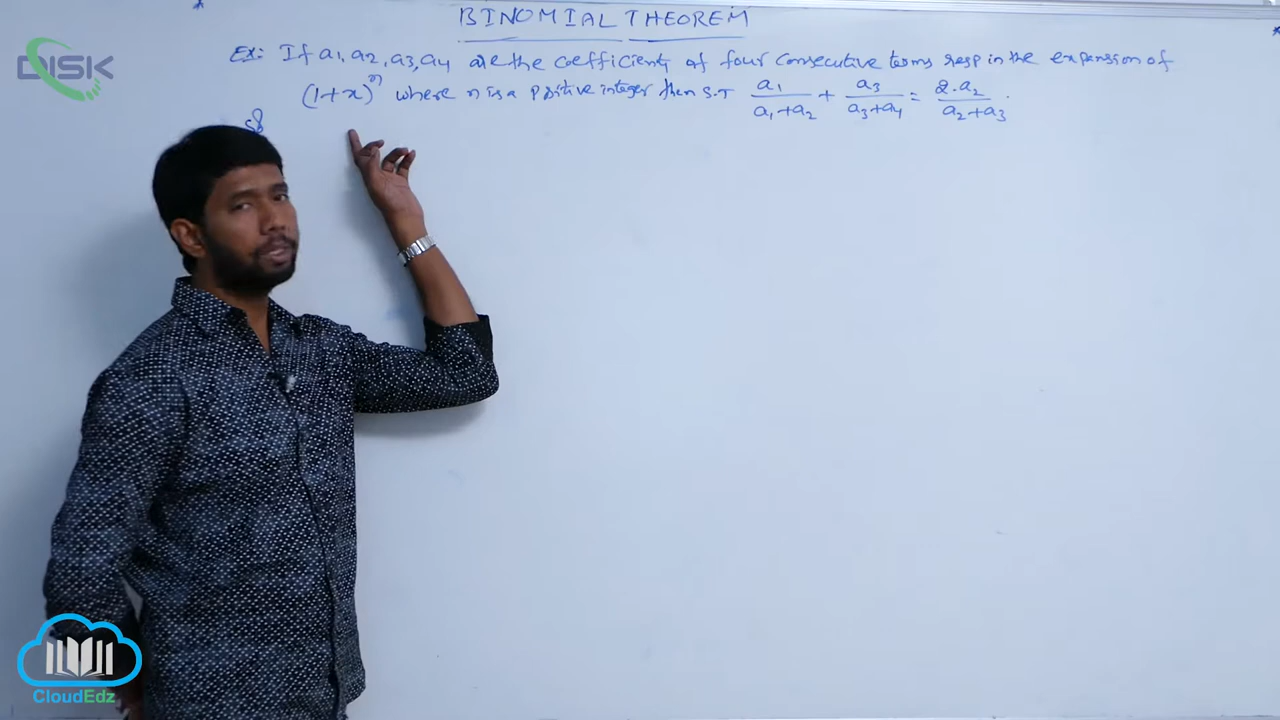 BINOMIAL THEOREM
DISK
Ex: If a1, a2, a3, a4 are the coefficients of four consecutive terms resp in the expansion of
(1+x)^n where n is a positive integer then S.T a1/(a1+a2) + a3/(a3+a4) = 2.a2/(a2+a3).
CloudEdz